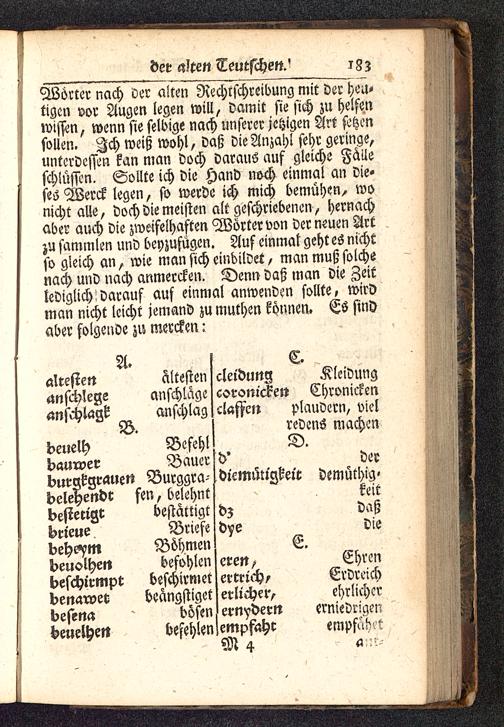 der alten Teutschen. 183
Wörter nach der alten Rechtschreibung mit der heu-
tigen vor Augen legen will, damit sie sich zu helfen
wissen, wenn sie selbige nach unserer jetzigen Art setzen
sollen. Ich weiß wohl, daß die Anzahl sehr geringe,
unterdessen kan man doch daraus auf gleiche Fälle
schlüssen. Sollte ich die Hand noch einmal an die-
ses Werck legen, so werde ich mich bemühen, wo
nicht alle, doch die meisten alt geschriebenen, hernach
aber auch die zweifelhaften Wörter von der neuen Art
zu sammlen und beyzufügen. Auf einmal geht es nicht
so gleich an, wie man sich einbildet, man muß solche
nach und nach anmercken. Denn daß man die Zeit
lediglich darauf auf einmal anwenden sollte, wird
man nicht leicht jemand zu muthen können. Es sind
aber folgende zu mercken:
A.
altesten ältesten
anschlege anschläge
anschlagk anschlag
B.
beuelh Befehl
bauwer Bauer
burgkgrauen Burggra-
belehendt fen, belehnt
bestetigt bestättigt
brieue Briefe
beheym Böhmen
beuolhen befohlen
beschirmpt beschirmet
benawet beängstiget
besena bösen
beuelhen befehlen
C.
cleidung Kleidung
coronicken Chronicken
claffen plaudern, viel
redens machen
D.
d' der
diemütigkeit demüthig-
keit
dz daß
dye die
E.
eren, Ehren
ertrich, Erdreich
erlicher, ehrlicher
ernydern erniedrigen
empfaht empfähet
M 4